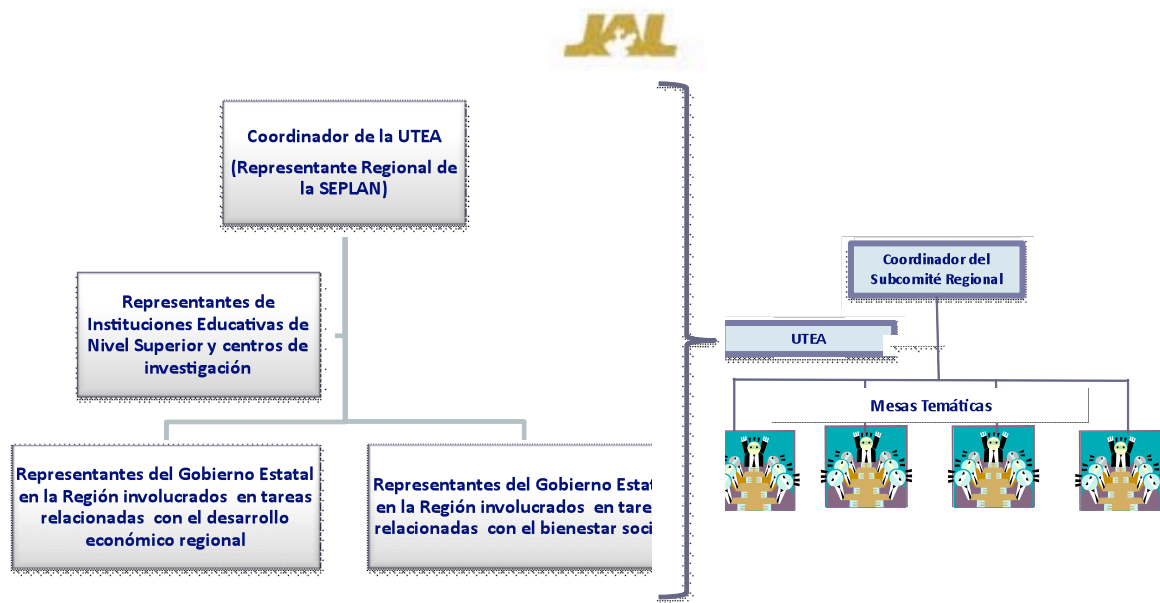 JAL
Coordinador de la UTEA
(Representante Regional de
la SEPLAN)
Representantes de
Instituciones Educativas de
Nivel Superior y centros de
investigación
Representantes del Gobierno Estatal
en la Región involucrados en tareas
relacionadas con el desarrollo
económico regional
Representantes del Gobierno Estat
en la Región involucrados en tare
relacionadas con el bienestar soci
Coordinador del
Subcomité Regional
UTEA
Mesas Temáticas